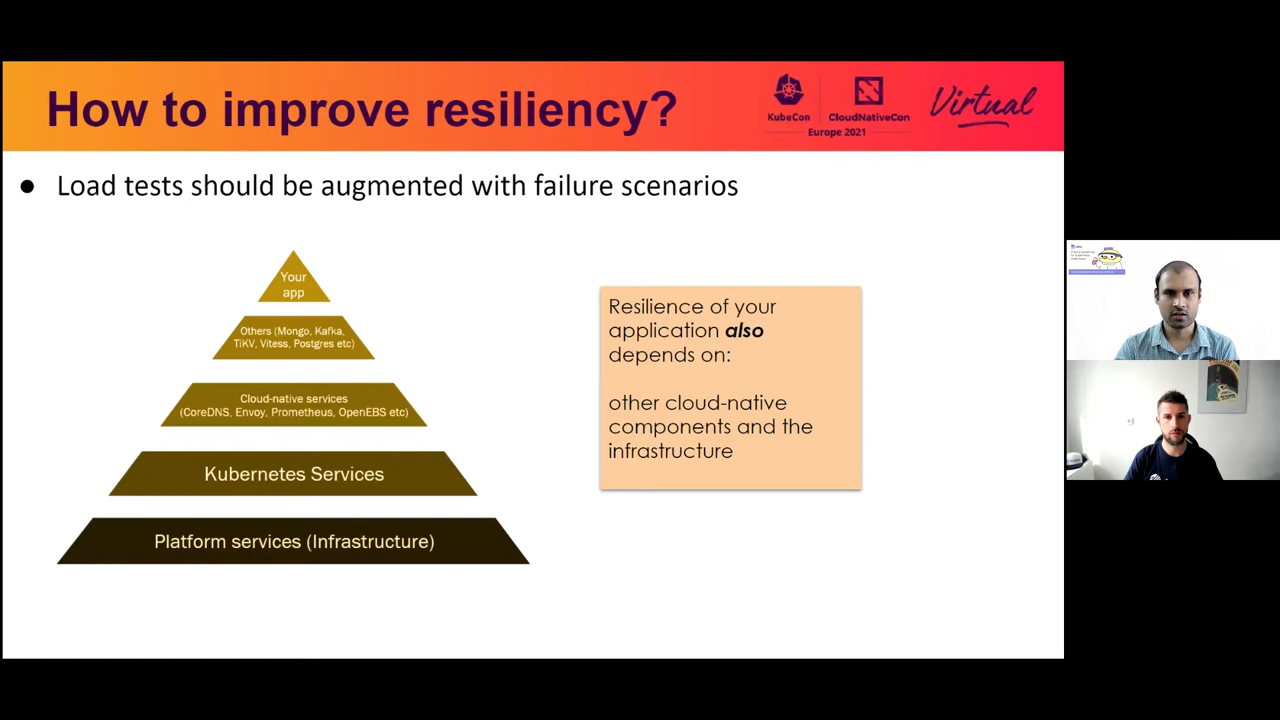 How to improve resiliency?
KubeCon
CloudNativeCon
Europe 2021
Virtual
● Load tests should be augmented with failure scenarios
Your
app
Others (Mongo, Kafka,
TiKV, Vitess, Postgres etc)
Cloud-native services
(CoreDNS, Envoy, Prometheus, OpenEBS etc)
Kubernetes Services
Platform services (Infrastructure)
Resilience of your
application also
depends on:
other cloud-native
components and the
infrastructure